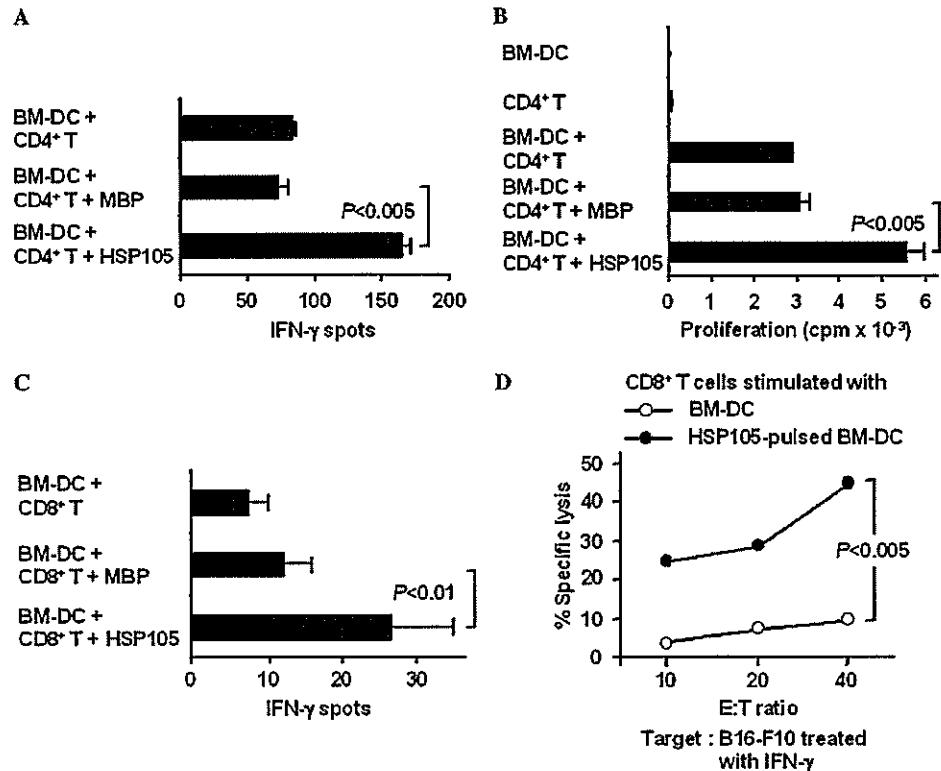 A
BM-DC +
CD4⁺ T
BM-DC +
CD4⁺ T + MBP
BM-DC +
CD4⁺ T + HSP105
P<0.005
0 50 100 150 200
IFN-γ spots
B
BM-DC
CD4⁺ T
BM-DC +
CD4⁺ T
BM-DC +
CD4⁺ T + MBP
BM-DC +
CD4⁺ T + HSP105
P<0.005
0 1 2 3 4 5 6
Proliferation (cpm x 10⁻³)
C
BM-DC +
CD8⁺ T
BM-DC +
CD8⁺ T + MBP
BM-DC +
CD8⁺ T + HSP105
P<0.01
0 10 20 30
IFN-γ spots
D
CD8⁺ T cells stimulated with
BM-DC
HSP105-pulsed BM-DC
% Specific lysis
50
40
30
20
10
0
P<0.005
10 20 40
E:T ratio
Target : B16-F10 treated
with IFN-γ